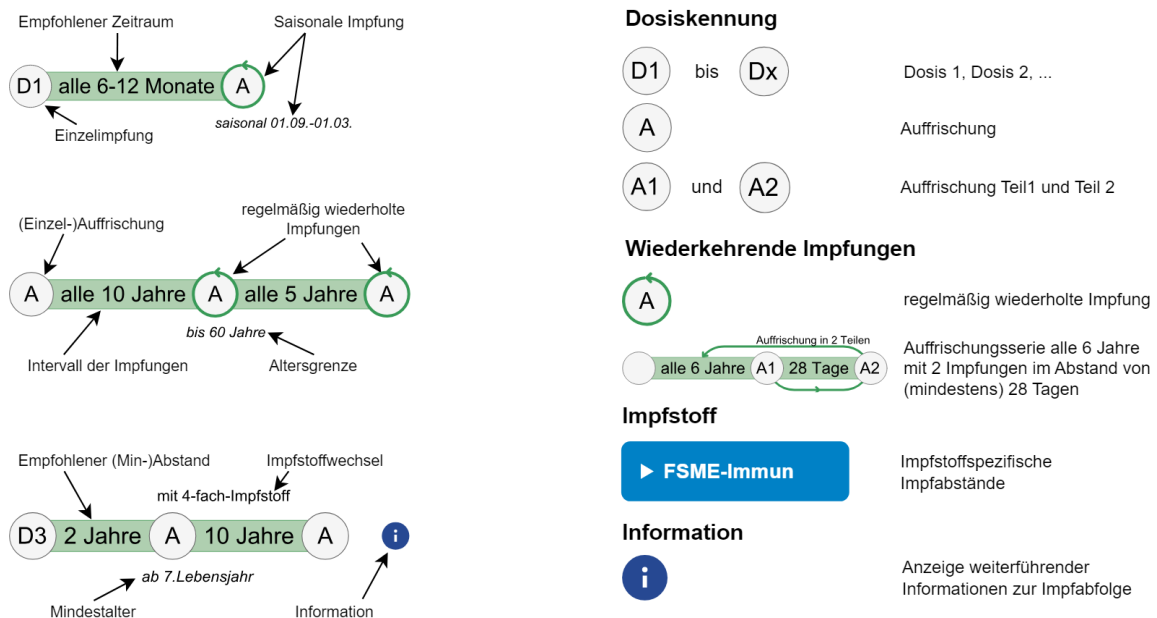 Empfohlener Zeitraum
Saisonale Impfung
D1 alle 6-12 Monate A
saisonal 01.09.-01.03.
Einzelimpfung
(Einzel-)Auffrischung
regelmäßig wiederholte
Impfungen
A alle 10 Jahre A alle 5 Jahre A
bis 60 Jahre
Intervall der Impfungen
Altersgrenze
Empfohlener (Min-)Abstand
Impfstoffwechsel
mit 4-fach-Impfstoff
D3 2 Jahre A 10 Jahre A i
ab 7.Lebensjahr
Mindestalter
Information
Dosiskennung
D1 bis Dx Dosis 1, Dosis 2, ...
A Auffrischung
A1 und A2 Auffrischung Teil1 und Teil 2
Wiederkehrende Impfungen
A regelmäßig wiederholte Impfung
Auffrischung in 2 Teilen
alle 6 Jahre A1 28 Tage A2
Auffrischungsserie alle 6 Jahre
mit 2 Impfungen im Abstand von
(mindestens) 28 Tagen
Impfstoff
FSME-Immun
Impfstoffspezifische
Impfabstände
Information
i
Anzeige weiterführender
Informationen zur Impfabfolge